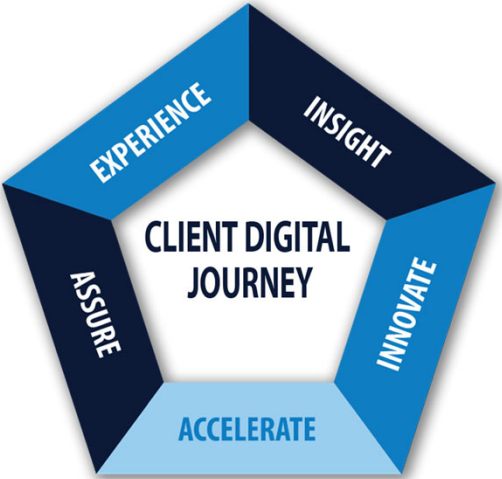 EXPERIENCE
INSIGHT
CLIENT DIGITAL
JOURNEY
ASSURE
INNOVATE
ACCELERATE